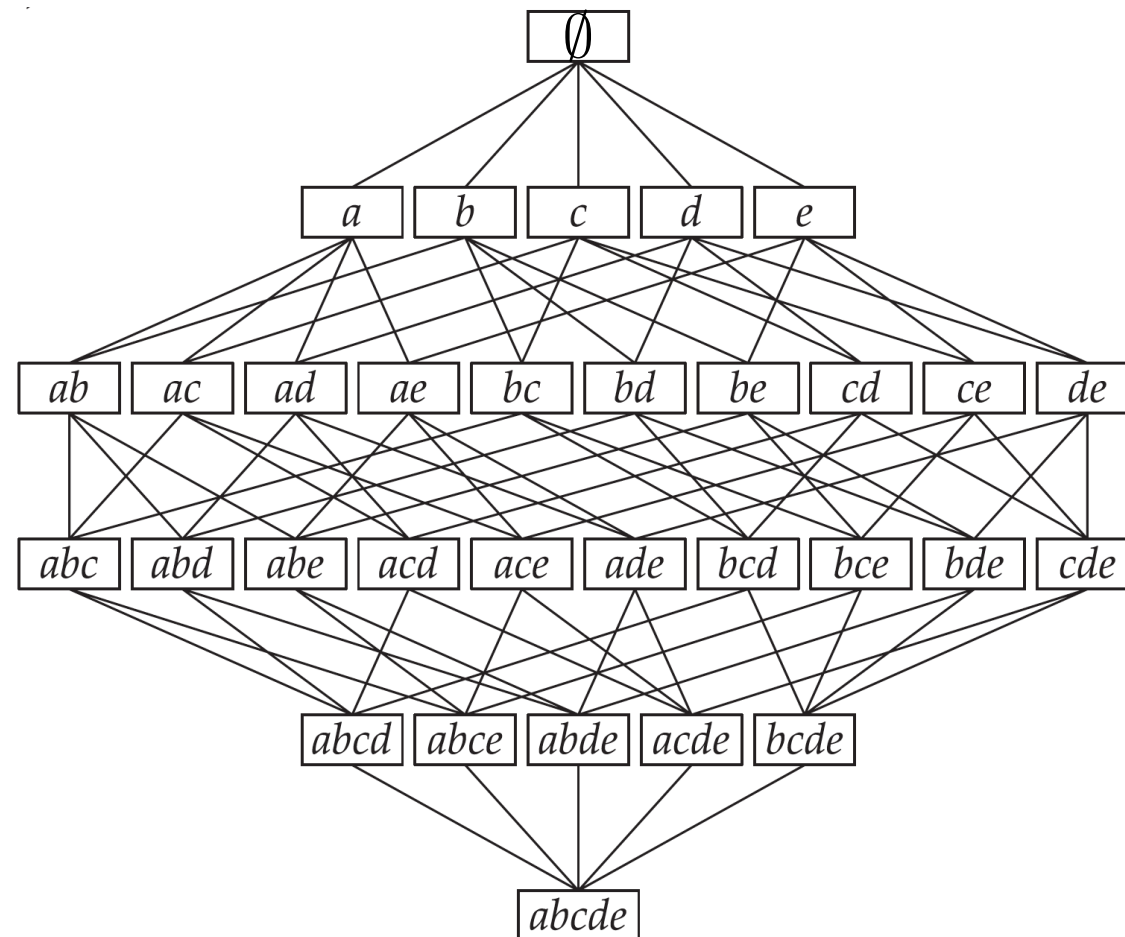 ∅
a b c d e
ab ac ad ae bc bd be cd ce de
abc abd abe acd ace ade bcd bce bde cde
abcd abce abde acde bcde
abcde